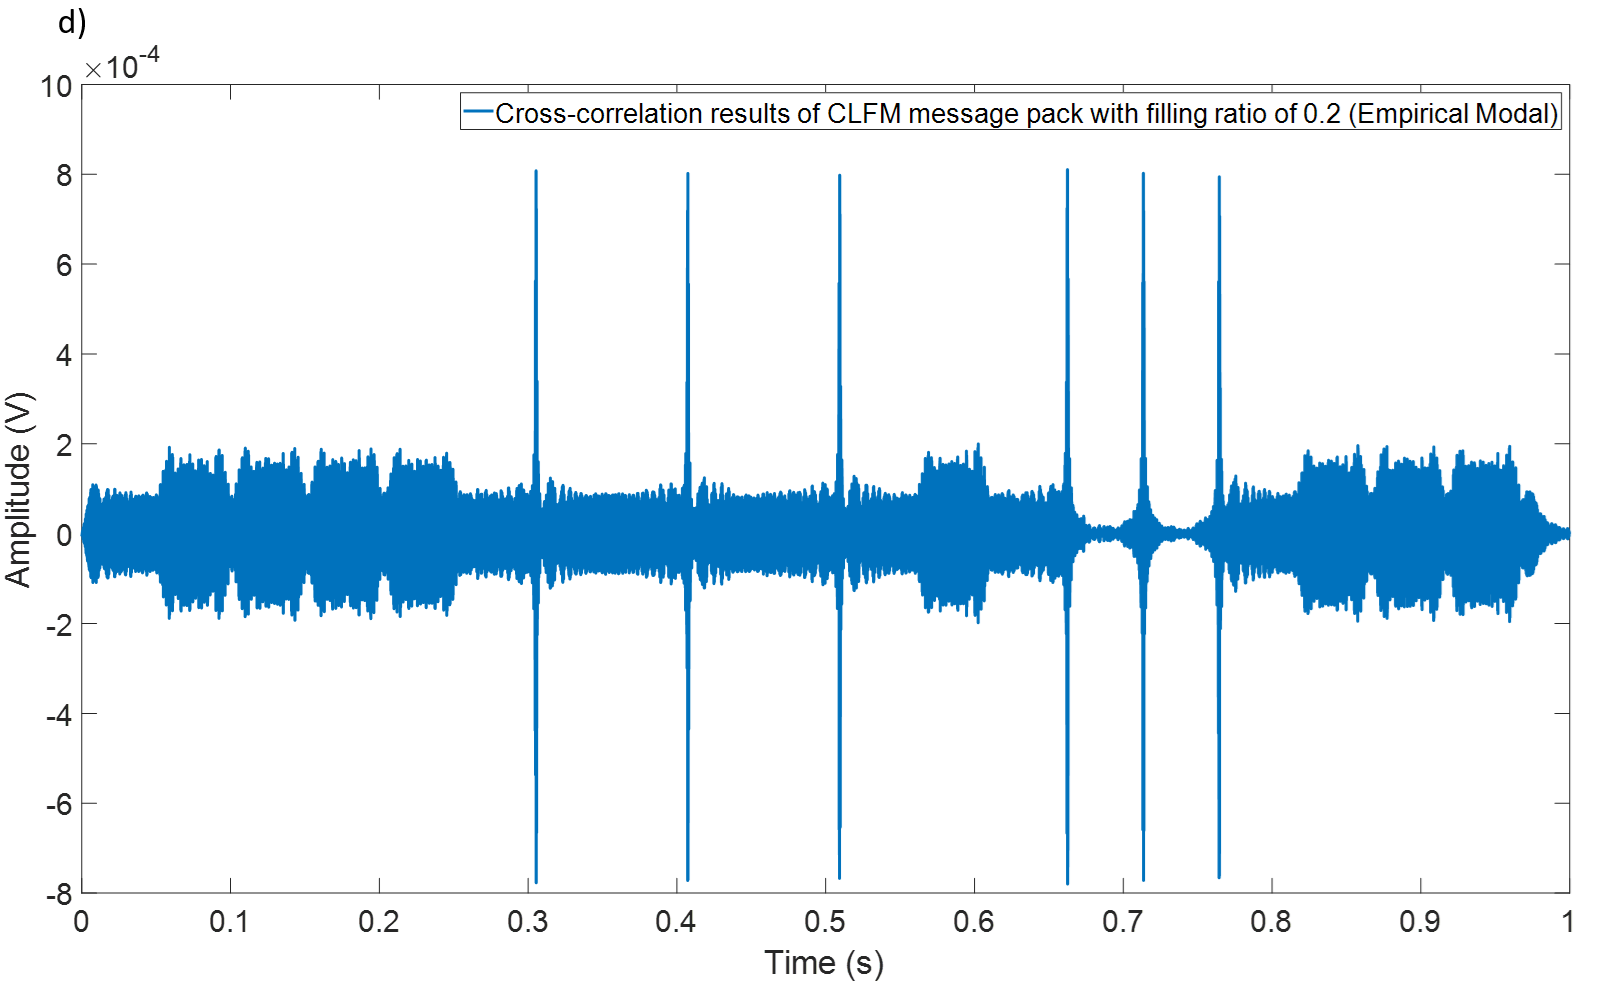 d)
×10-4
Cross-correlation results of CLFM message pack with filling ratio of 0.2 (Empirical Modal)
10
8
6
4
2
0
-2
-4
-6
-8
Amplitude (V)
0 0.1 0.2 0.3 0.4 0.5 0.6 0.7 0.8 0.9 1
Time (s)